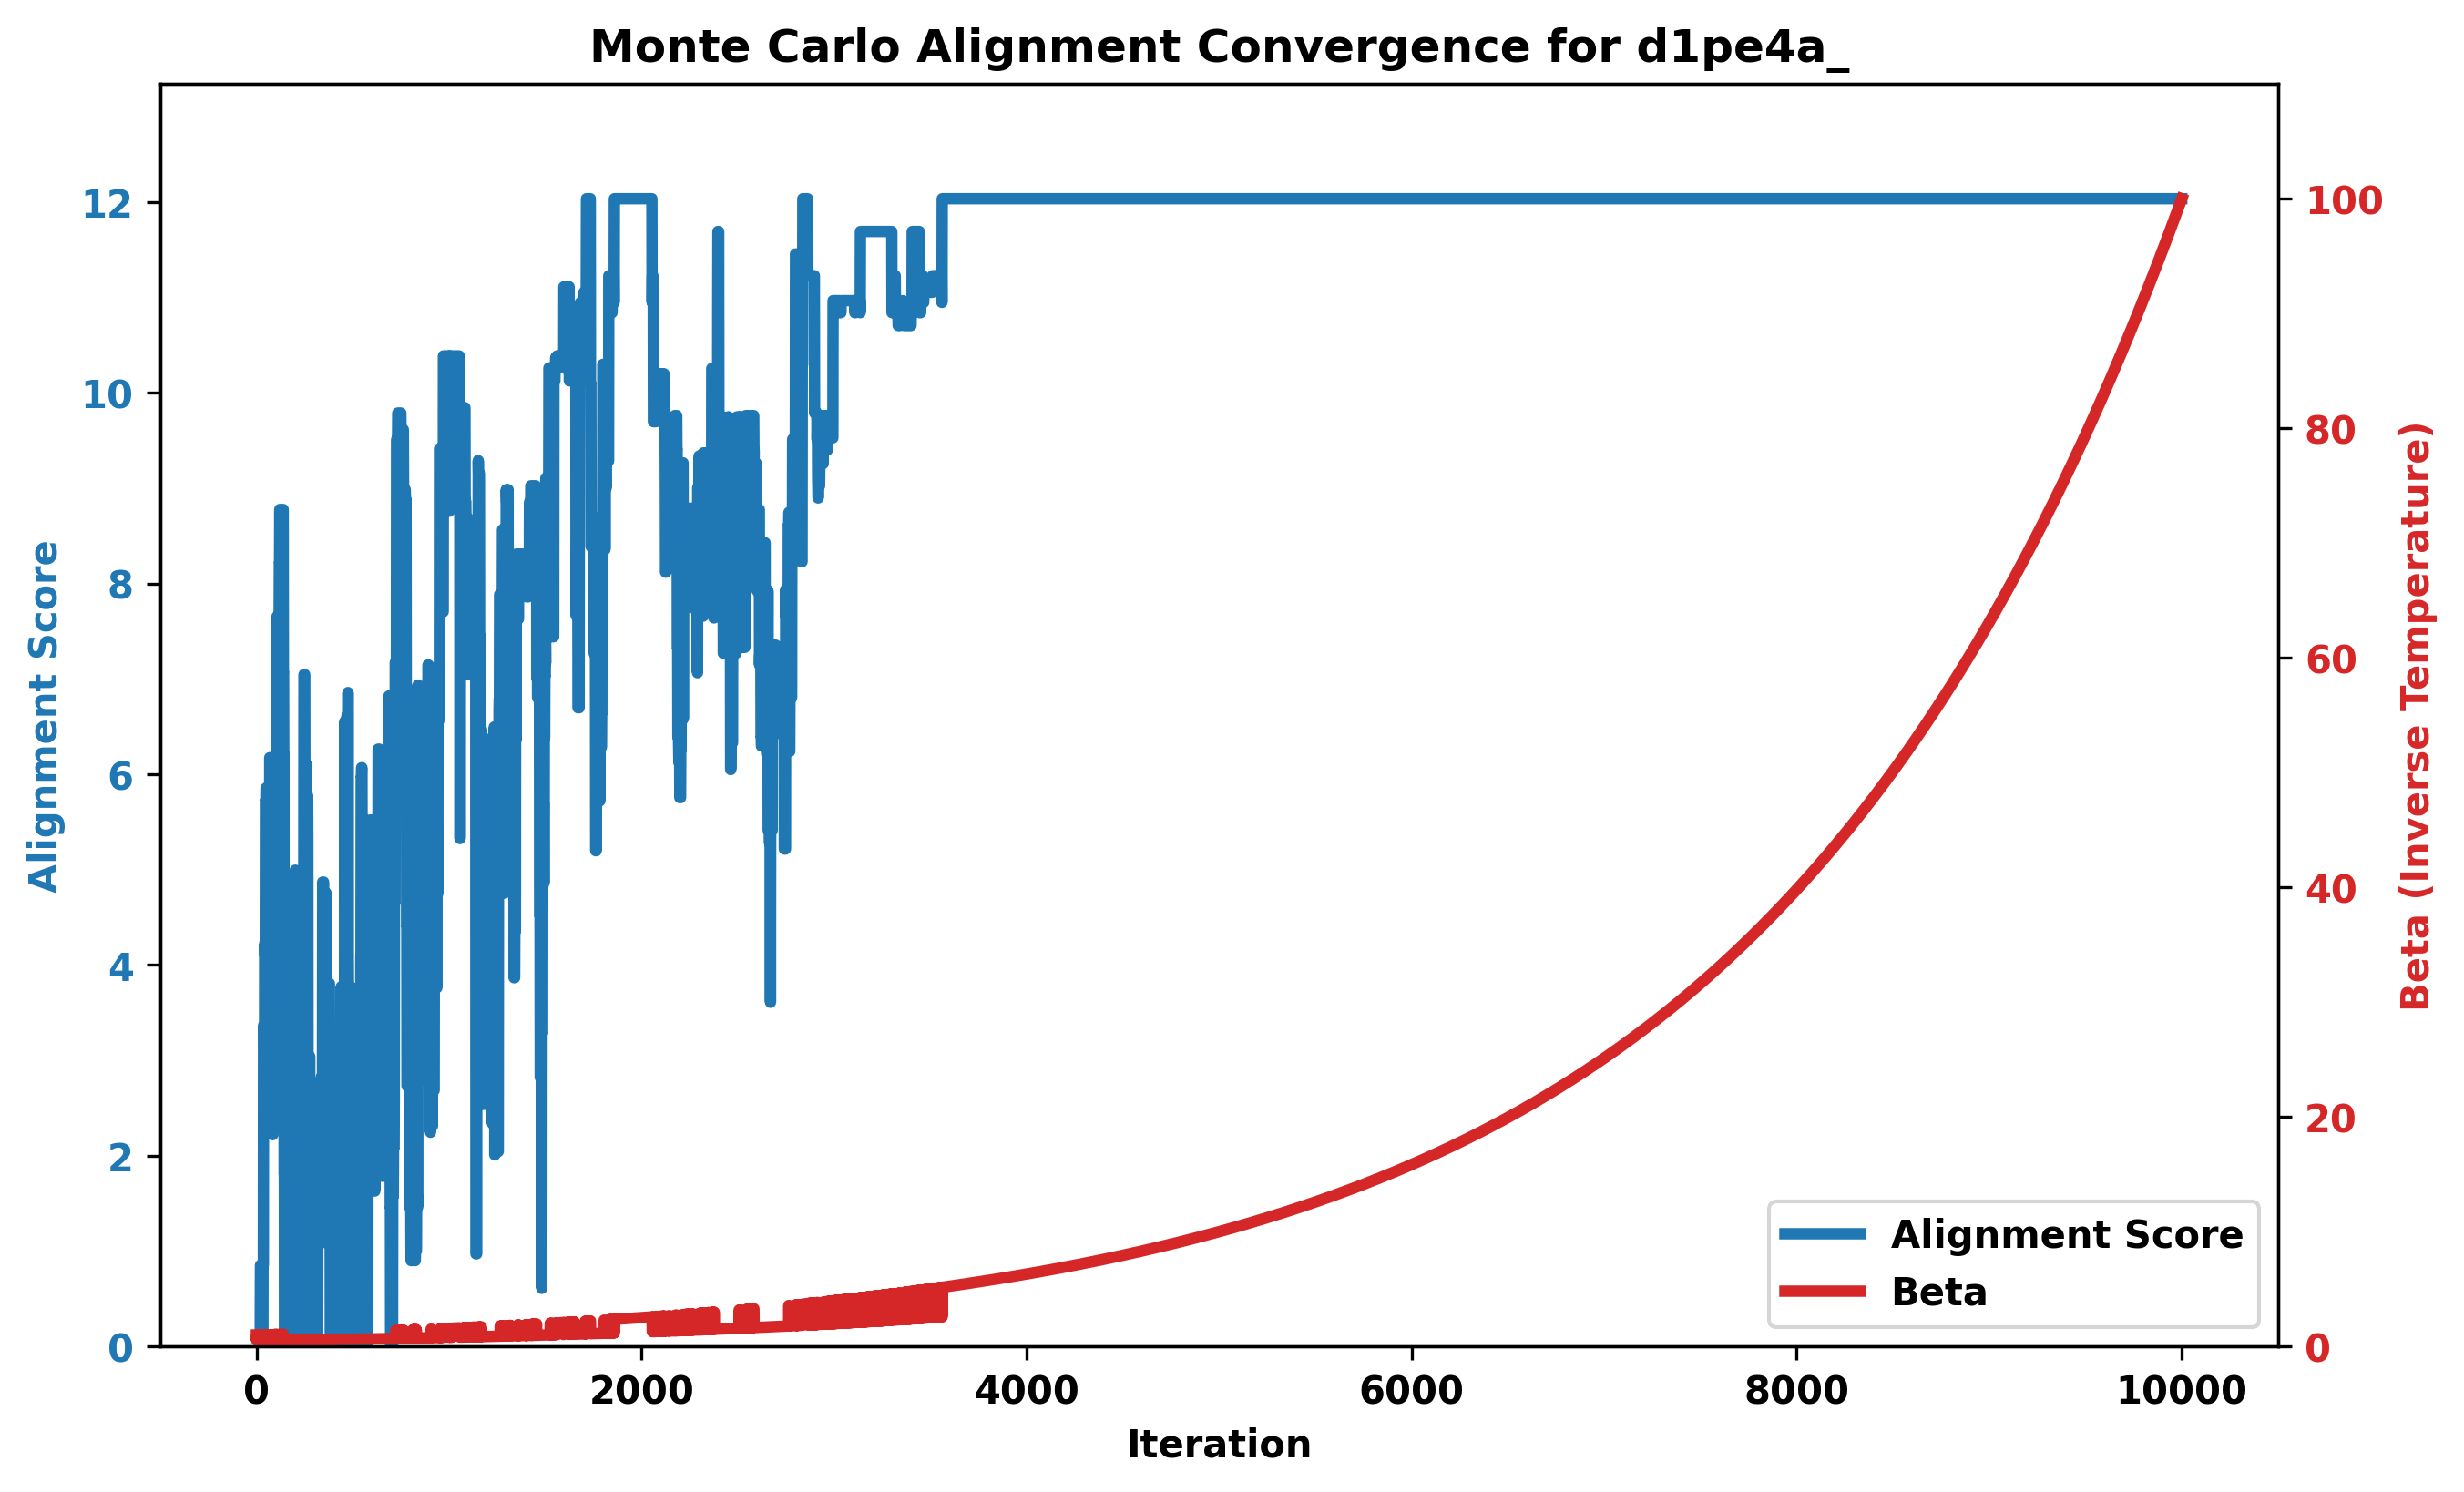 Monte Carlo Alignment Convergence for d1pe4a_
12
10
8
6
4
2
0
Alignment Score
100
80
60
40
20
0
Beta (Inverse Temperature)
Alignment Score
Beta
0 2000 4000 6000 8000 10000
Iteration